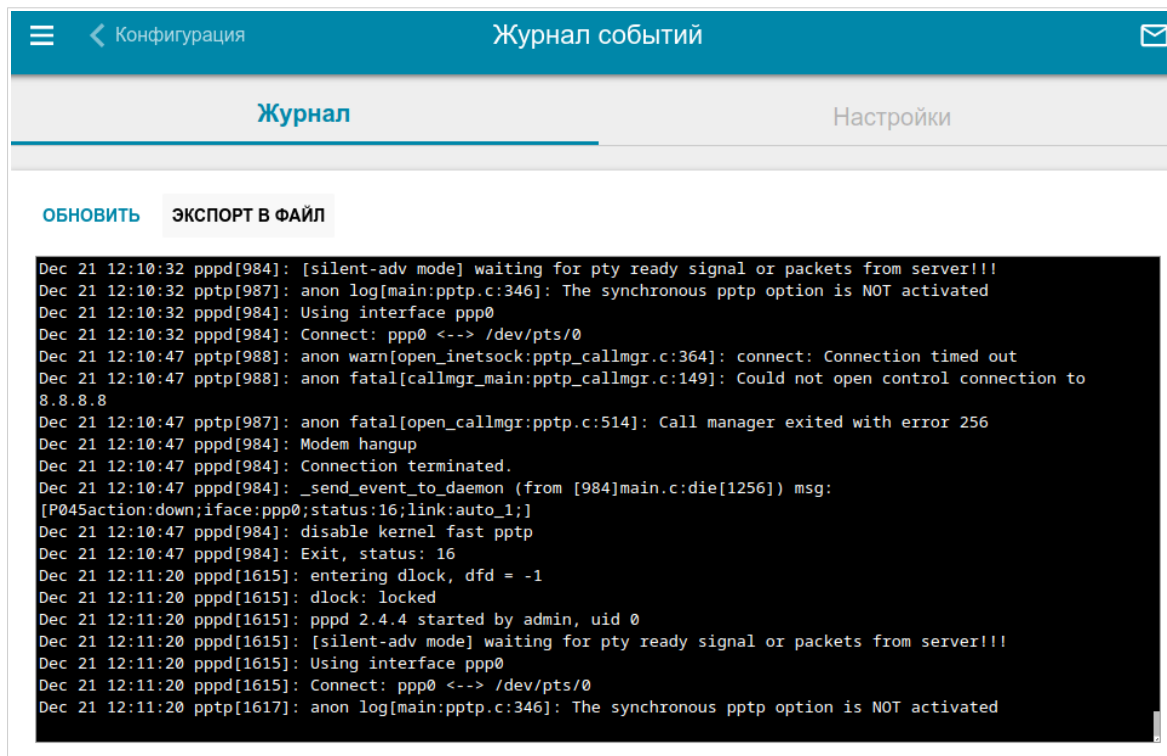 Конфигурация
Журнал событий
Журнал
Настройки
ОБНОВИТЬ
ЭКСПОРТ В ФАЙЛ
Dec 21 12:10:32 pppd[984]: [silent-adv mode] waiting for pty ready signal or packets from server!!!
Dec 21 12:10:32 pptp[987]: anon log[main:pptp.c:346]: The synchronous pptp option is NOT activated
Dec 21 12:10:32 pppd[984]: Using interface ppp0
Dec 21 12:10:32 pppd[984]: Connect: ppp0 <--> /dev/pts/0
Dec 21 12:10:47 pptp[988]: anon warn[open_inetsock:pptp_callmgr.c:364]: connect: Connection timed out
Dec 21 12:10:47 pptp[988]: anon fatal[callmgr_main:pptp_callmgr.c:149]: Could not open control connection to
8.8.8.8
Dec 21 12:10:47 pptp[987]: anon fatal[open_callmgr:pptp.c:514]: Call manager exited with error 256
Dec 21 12:10:47 pppd[984]: Modem hangup
Dec 21 12:10:47 pppd[984]: Connection terminated.
Dec 21 12:10:47 pppd[984]: _send_event_to_daemon (from [984]main.c:die[1256]) msg:
[P045action:down;iface:ppp0;status:16;link:auto_1;]
Dec 21 12:10:47 pppd[984]: disable kernel fast pptp
Dec 21 12:10:47 pppd[984]: Exit, status: 16
Dec 21 12:11:20 pppd[1615]: entering dlock, dfd = -1
Dec 21 12:11:20 pppd[1615]: dlock: locked
Dec 21 12:11:20 pppd[1615]: pppd 2.4.4 started by admin, uid 0
Dec 21 12:11:20 pppd[1615]: [silent-adv mode] waiting for pty ready signal or packets from server!!!
Dec 21 12:11:20 pppd[1615]: Using interface ppp0
Dec 21 12:11:20 pppd[1615]: Connect: ppp0 <--> /dev/pts/0
Dec 21 12:11:20 pptp[1617]: anon log[main:pptp.c:346]: The synchronous pptp option is NOT activated